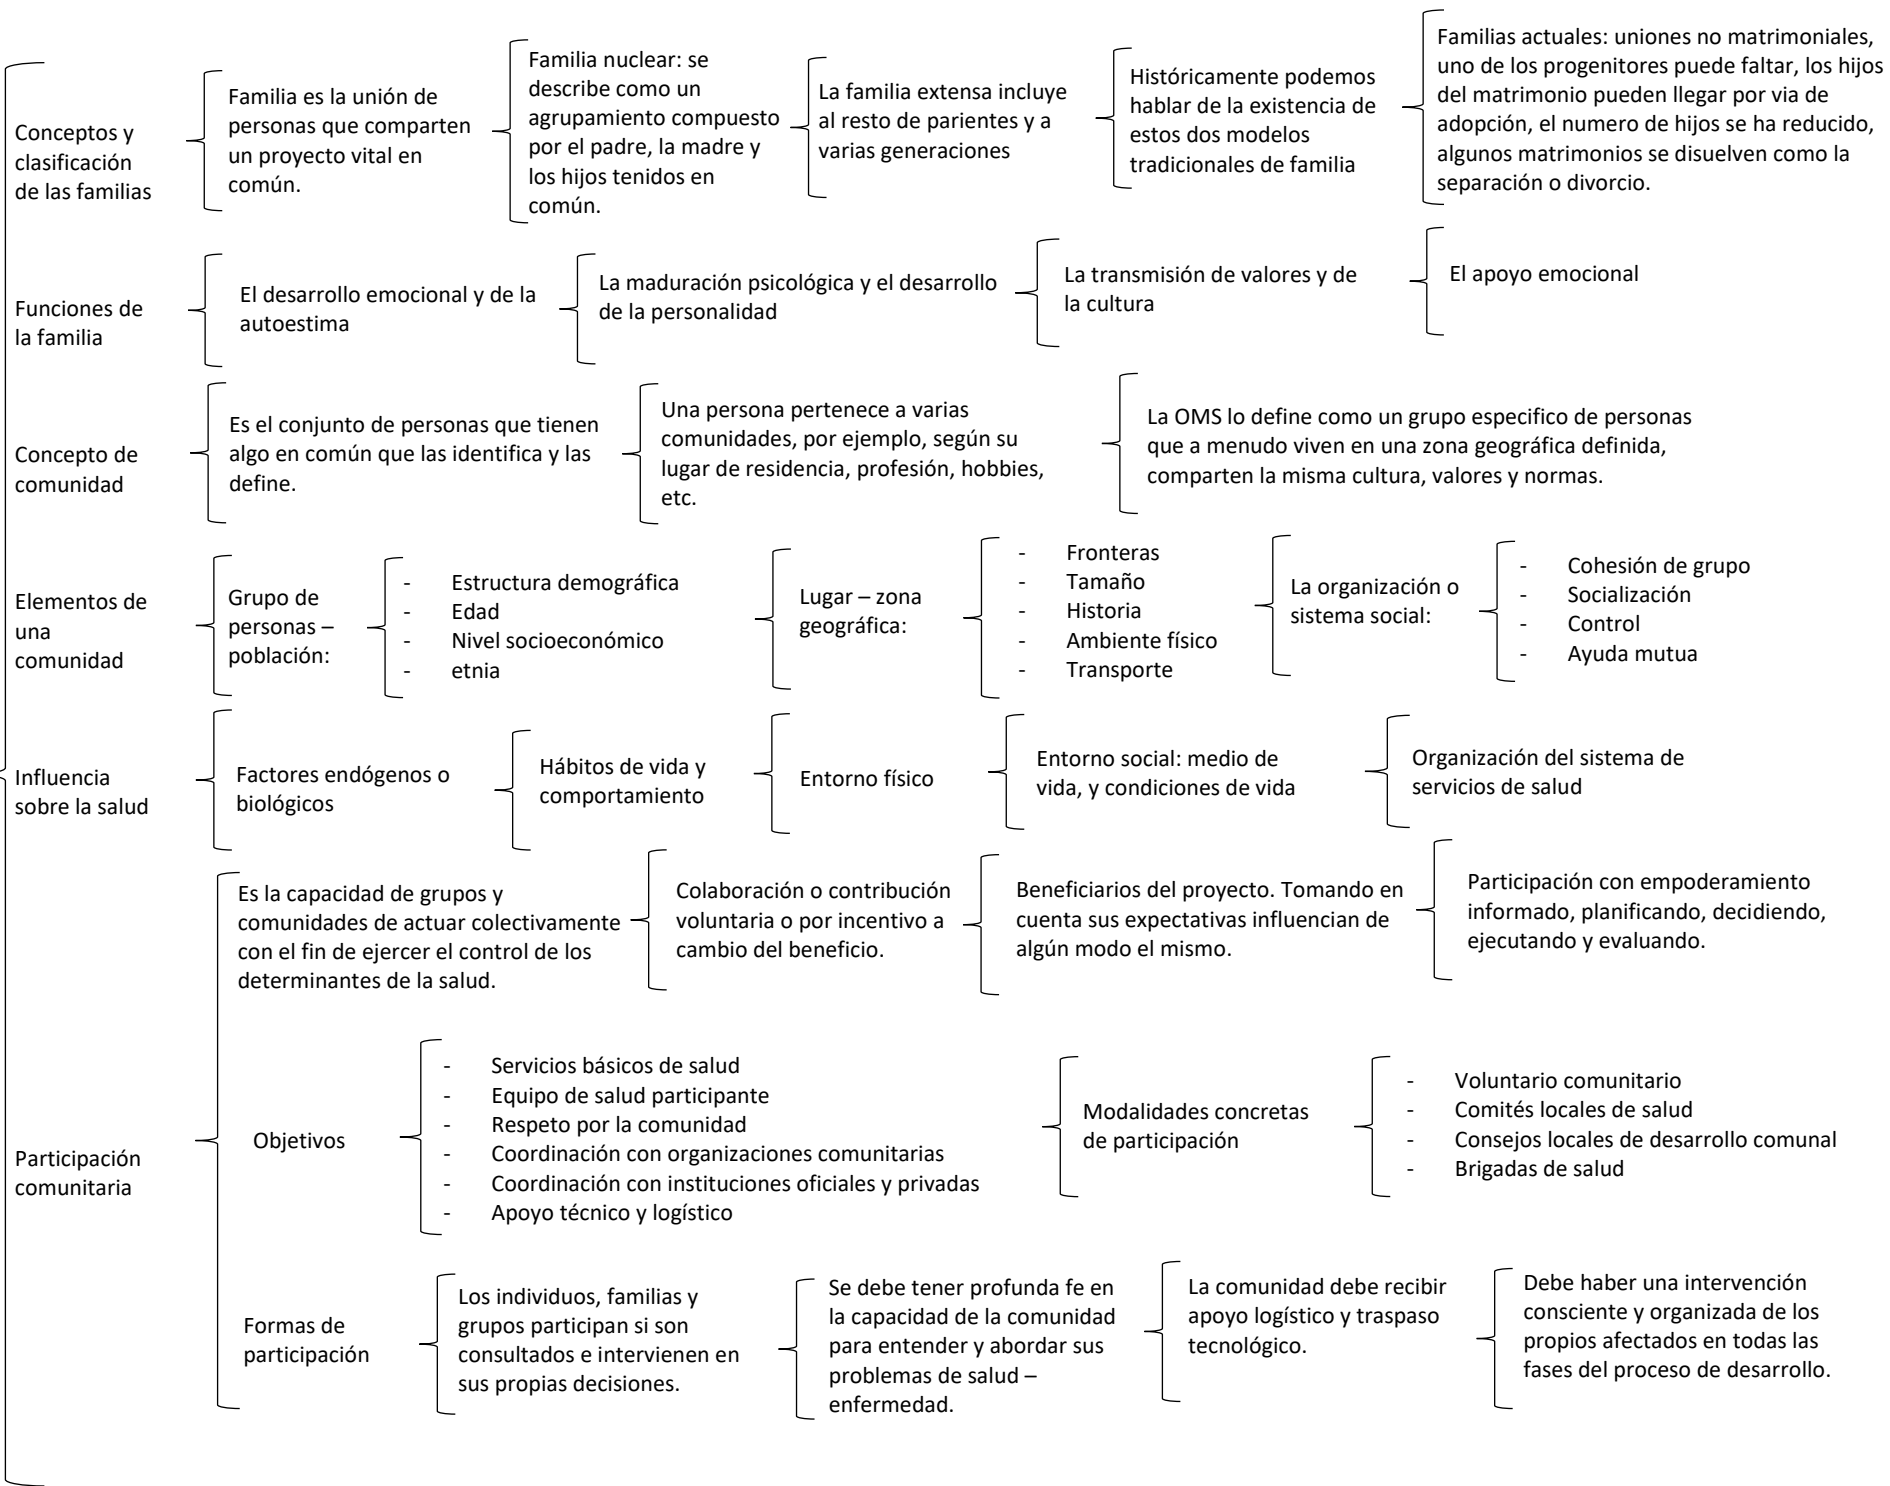 Conceptos y
clasificación
de las familias
Familia es la unión de
personas que comparten
un proyecto vital en
común.
Familia nuclear: se
describe como un
agrupamiento compuesto
por el padre, la madre y
los hijos tenidos en
común.
La familia extensa incluye
al resto de parientes y a
varias generaciones
Históricamente podemos
hablar de la existencia de
estos dos modelos
tradicionales de familia
Familias actuales: uniones no matrimoniales,
uno de los progenitores puede faltar, los hijos
del matrimonio pueden llegar por via de
adopción, el numero de hijos se ha reducido,
algunos matrimonios se disuelven como la
separación o divorcio.
Funciones de
la familia
El desarrollo emocional y de la
autoestima
La maduración psicológica y el desarrollo
de la personalidad
La transmisión de valores y de
la cultura
El apoyo emocional
Concepto de
comunidad
Es el conjunto de personas que tienen
algo en común que las identifica y las
define.
Una persona pertenece a varias
comunidades, por ejemplo, según su
lugar de residencia, profesión, hobbies,
etc.
La OMS lo define como un grupo especifico de personas
que a menudo viven en una zona geográfica definida,
comparten la misma cultura, valores y normas.
Elementos de
una
comunidad
Grupo de
personas –
población:
- Estructura demográfica
- Edad
- Nivel socioeconómico
- etnia
Lugar – zona
geográfica:
- Fronteras
- Tamaño
- Historia
- Ambiente físico
- Transporte
La organización o
sistema social:
- Cohesión de grupo
- Socialización
- Control
- Ayuda mutua
Influencia
sobre la salud
Factores endógenos o
biológicos
Hábitos de vida y
comportamiento
Entorno físico
Entorno social: medio de
vida, y condiciones de vida
Organización del sistema de
servicios de salud
Participación
comunitaria
Es la capacidad de grupos y
comunidades de actuar colectivamente
con el fin de ejercer el control de los
determinantes de la salud.
Colaboración o contribución
voluntaria o por incentivo a
cambio del beneficio.
Beneficiarios del proyecto. Tomando en
cuenta sus expectativas influencian de
algún modo el mismo.
Participación con empoderamiento
informado, planificando, decidiendo,
ejecutando y evaluando.
Objetivos
- Servicios básicos de salud
- Equipo de salud participante
- Respeto por la comunidad
- Coordinación con organizaciones comunitarias
- Coordinación con instituciones oficiales y privadas
- Apoyo técnico y logístico
Modalidades concretas
de participación
- Voluntario comunitario
- Comités locales de salud
- Consejos locales de desarrollo comunal
- Brigadas de salud
Formas de
participación
Los individuos, familias y
grupos participan si son
consultados e intervienen en
sus propias decisiones.
Se debe tener profunda fe en
la capacidad de la comunidad
para entender y abordar sus
problemas de salud –
enfermedad.
La comunidad debe recibir
apoyo logístico y traspaso
tecnológico.
Debe haber una intervención
consciente y organizada de los
propios afectados en todas las
fases del proceso de desarrollo.